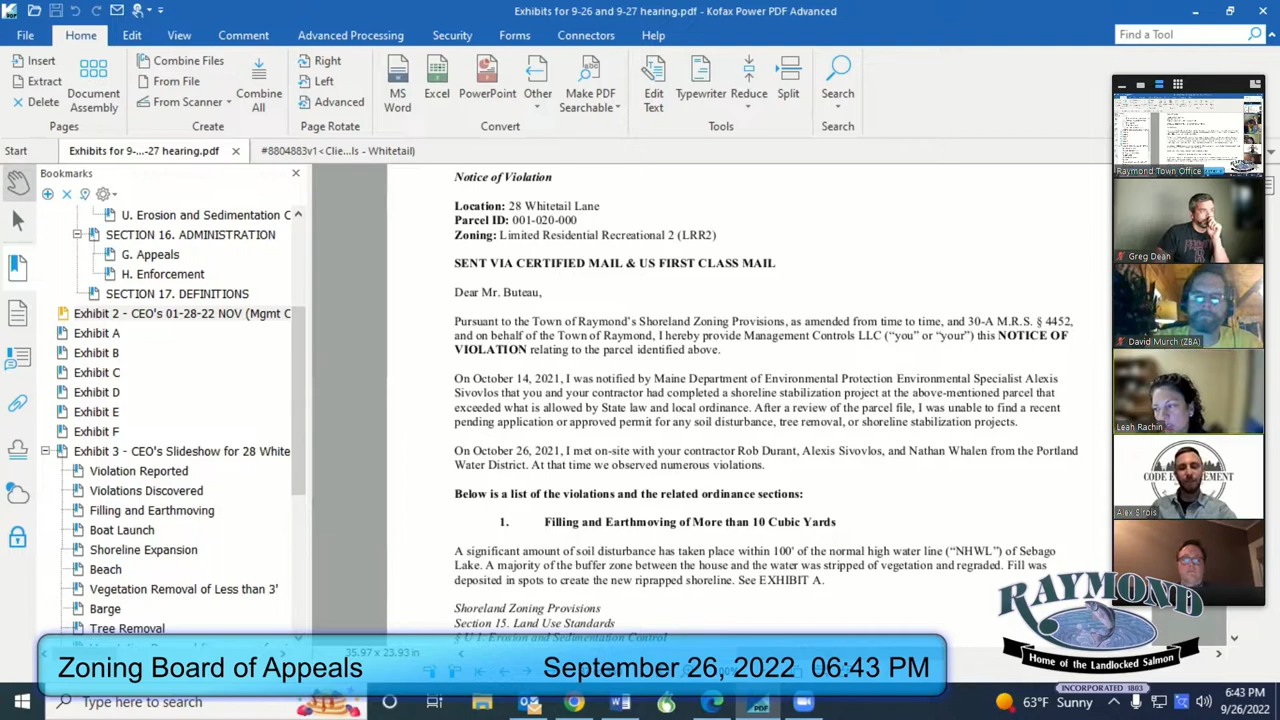 Exhibits for 9-26 and 9-27 hearing.pdf - Kofax Power PDF Advanced
File
Home
Edit
View
Comment
Advanced Processing
Security
Forms
Connectors
Help
Find a Tool
Insert
Extract
Delete
Pages
Document
Assembly
Combine Files
From File
From Scanner
Combine
All
Create
Right
Left
Advanced
Page Rotate
MS
Word
Excel
PowerPoint
Other
Make PDF
Searchable
Convert
Edit
Text
Typewriter
Reduce
Split
Tools
Search
Search
Start
Exhibits for 9-...-27 hearing.pdf
#8804883v1< Clie...ls - Whitetail
Bookmarks
U. Erosion and Sedimentation C
SECTION 16. ADMINISTRATION
G. Appeals
H. Enforcement
SECTION 17. DEFINITIONS
Exhibit 2 - CEO's 01-28-22 NOV (Mgmt C
Exhibit A
Exhibit B
Exhibit C
Exhibit D
Exhibit E
Exhibit F
Exhibit 3 - CEO's Slideshow for 28 White
Violation Reported
Violations Discovered
Filling and Earthmoving
Boat Launch
Shoreline Expansion
Beach
Vegetation Removal of Less than 3'
Barge
Tree Removal
Notice of Violation
Location: 28 Whitetail Lane
Parcel ID: 001-020-000
Zoning: Limited Residential Recreational 2 (LRR2)
SENT VIA CERTIFIED MAIL & US FIRST CLASS MAIL
Dear Mr. Buteau,
Pursuant to the Town of Raymond's Shoreland Zoning Provisions, as amended from time to time, and 30-A M.R.S. § 4452,
and on behalf of the Town of Raymond, I hereby provide Management Controls LLC (“you” or “your”) this NOTICE OF
VIOLATION relating to the parcel identified above.
On October 14, 2021, I was notified by Maine Department of Environmental Protection Environmental Specialist Alexis
Sivovlos that you and your contractor had completed a shoreline stabilization project at the above-mentioned parcel that
exceeded what is allowed by State law and local ordinance. After a review of the parcel file, I was unable to find a recent
pending application or approved permit for any soil disturbance, tree removal, or shoreline stabilization projects.
On October 26, 2021, I met on-site with your contractor Rob Durant, Alexis Sivovlos, and Nathan Whalen from the Portland
Water District. At that time we observed numerous violations.
Below is a list of the violations and the related ordinance sections:
1. Filling and Earthmoving of More than 10 Cubic Yards
A significant amount of soil disturbance has taken place within 100' of the normal high water line (“NHWL”) of Sebago
Lake. A majority of the buffer zone between the house and the water was stripped of vegetation and regraded. Fill was
deposited in spots to create the new riprapped shoreline. See EXHIBIT A.
Shoreland Zoning Provisions
Section 15. Land Use Standards
§ U 1. Erosion and Sedimentation Control
35.97 x 23.93 in
Raymond Town Office
Greg Dean
David Murch (ZBA)
Leah Rachin
CODE ENFORCEMENT
Alex Sirois
RAYMOND
Home of the Landlocked Salmon
INCORPORATED 1803
Zoning Board of Appeals
September 26, 2022 06:43 PM
Type here to search
PDF
63°F Sunny
6:43 PM
9/26/2022